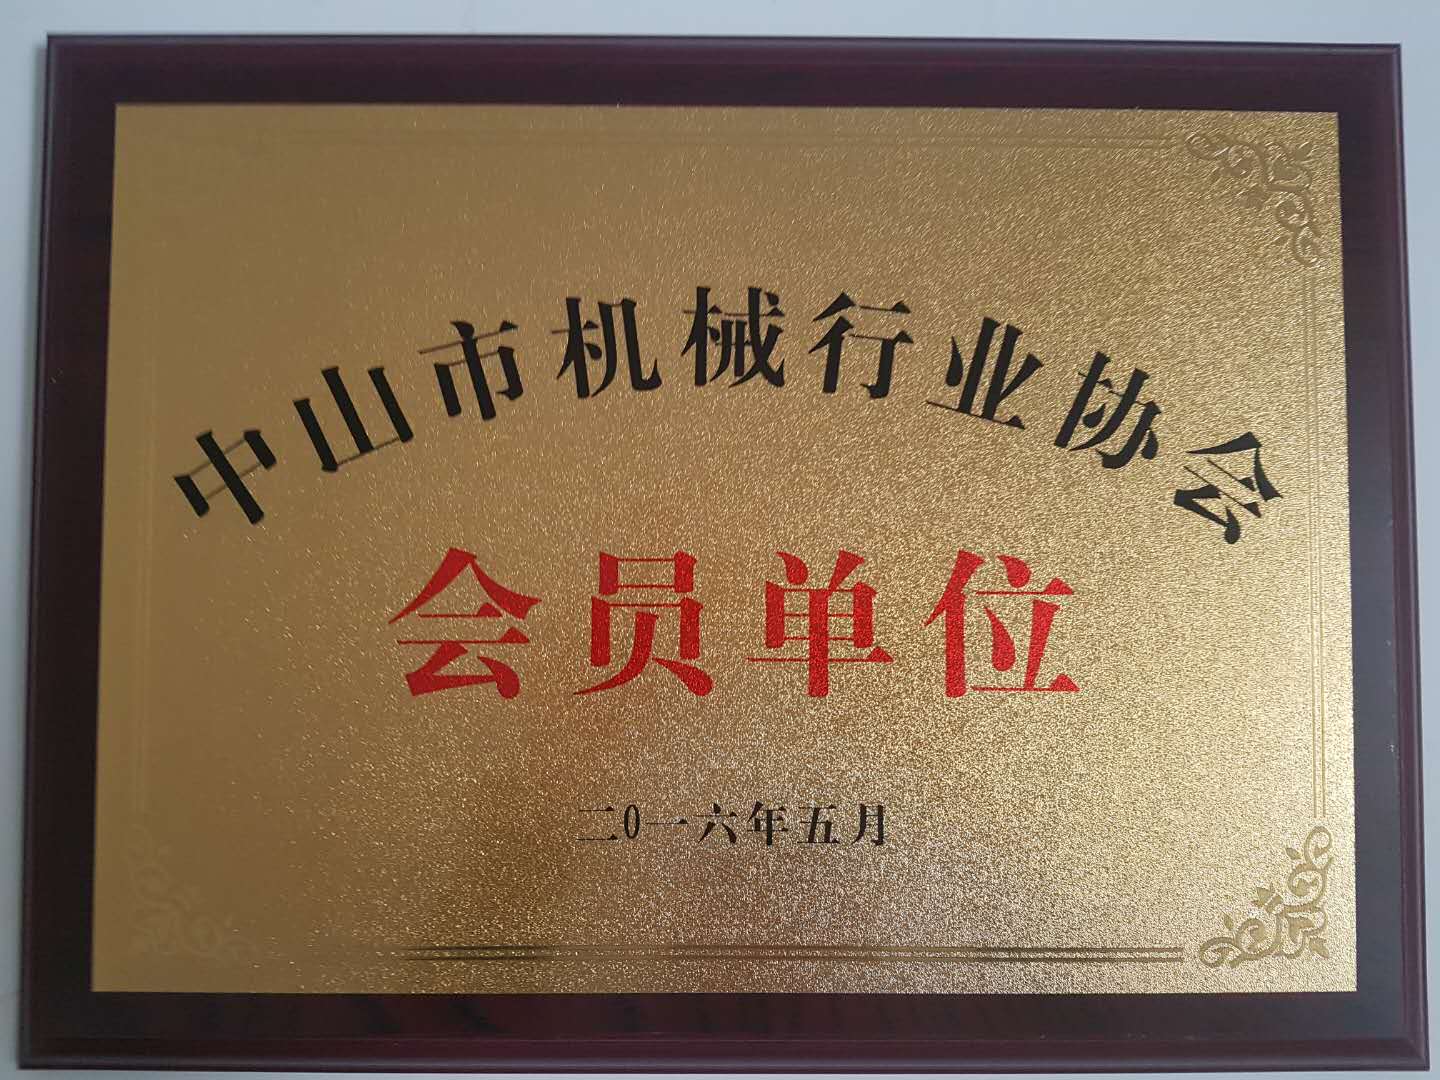 中山市机械行业协会
会员单位
二0一六年五月